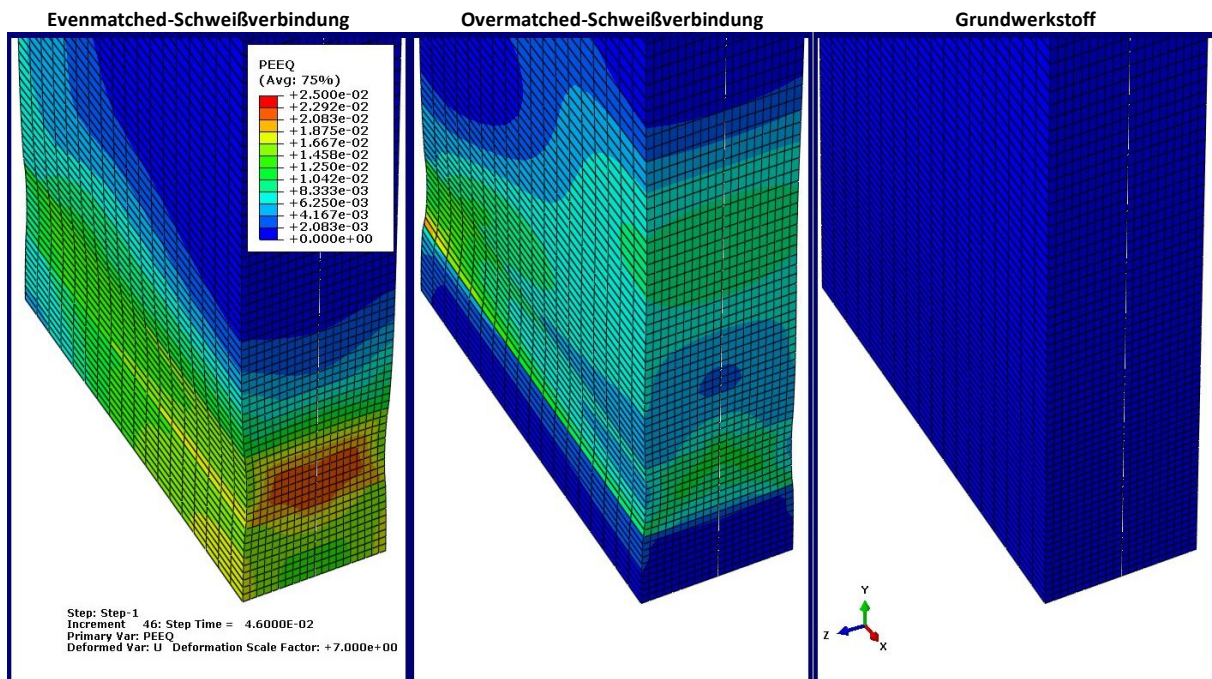 Evenmatched-Schweißverbindung
Overmatched-Schweißverbindung
Grundwerkstoff
PEEQ
(Avg: 75%)
+2.500e-02
+2.292e-02
+2.083e-02
+1.875e-02
+1.667e-02
+1.458e-02
+1.250e-02
+1.042e-02
+8.333e-03
+6.250e-03
+4.167e-03
+2.083e-03
+0.000e+00
Step: Step-1
Increment 46: Step Time = 4.6000E-02
Primary Var: PEEQ
Deformed Var: U Deformation Scale Factor: +7.000e+00
Y
Z
X